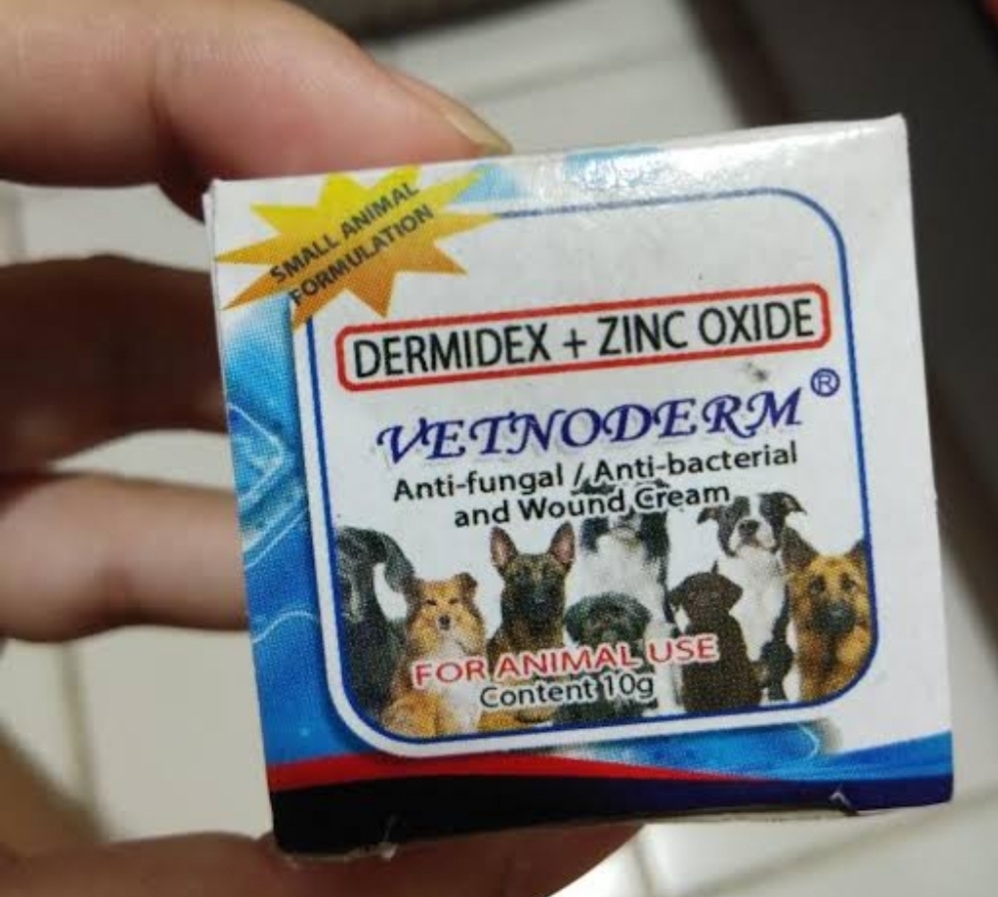 SMALL ANIMAL
FORMULATION
DERMIDEX + ZINC OXIDE
VETNODERM®
Anti-fungal / Anti-bacterial
and Wound Cream
FOR ANIMAL USE
Content 10g